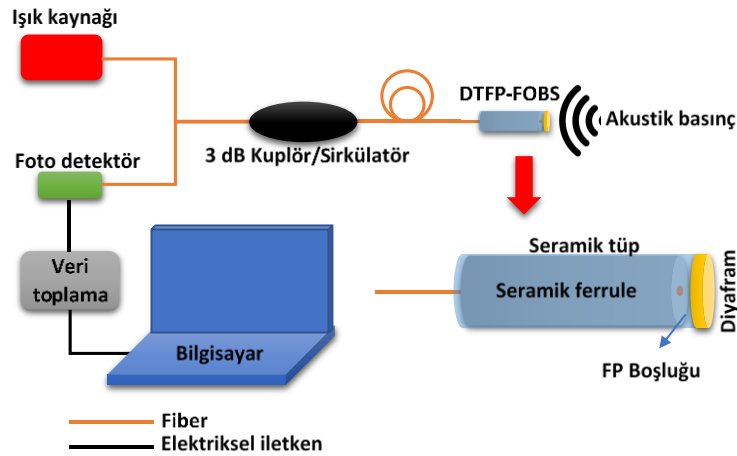 Işık kaynağı
DTFP-FOBS
Akustik basınç
3 dB Kuplör/Sirkülatör
Foto detektör
Veri
toplama
Bilgisayar
Seramik tüp
Seramik ferrule
Diyafram
FP Boşluğu
Fiber
Elektriksel iletken